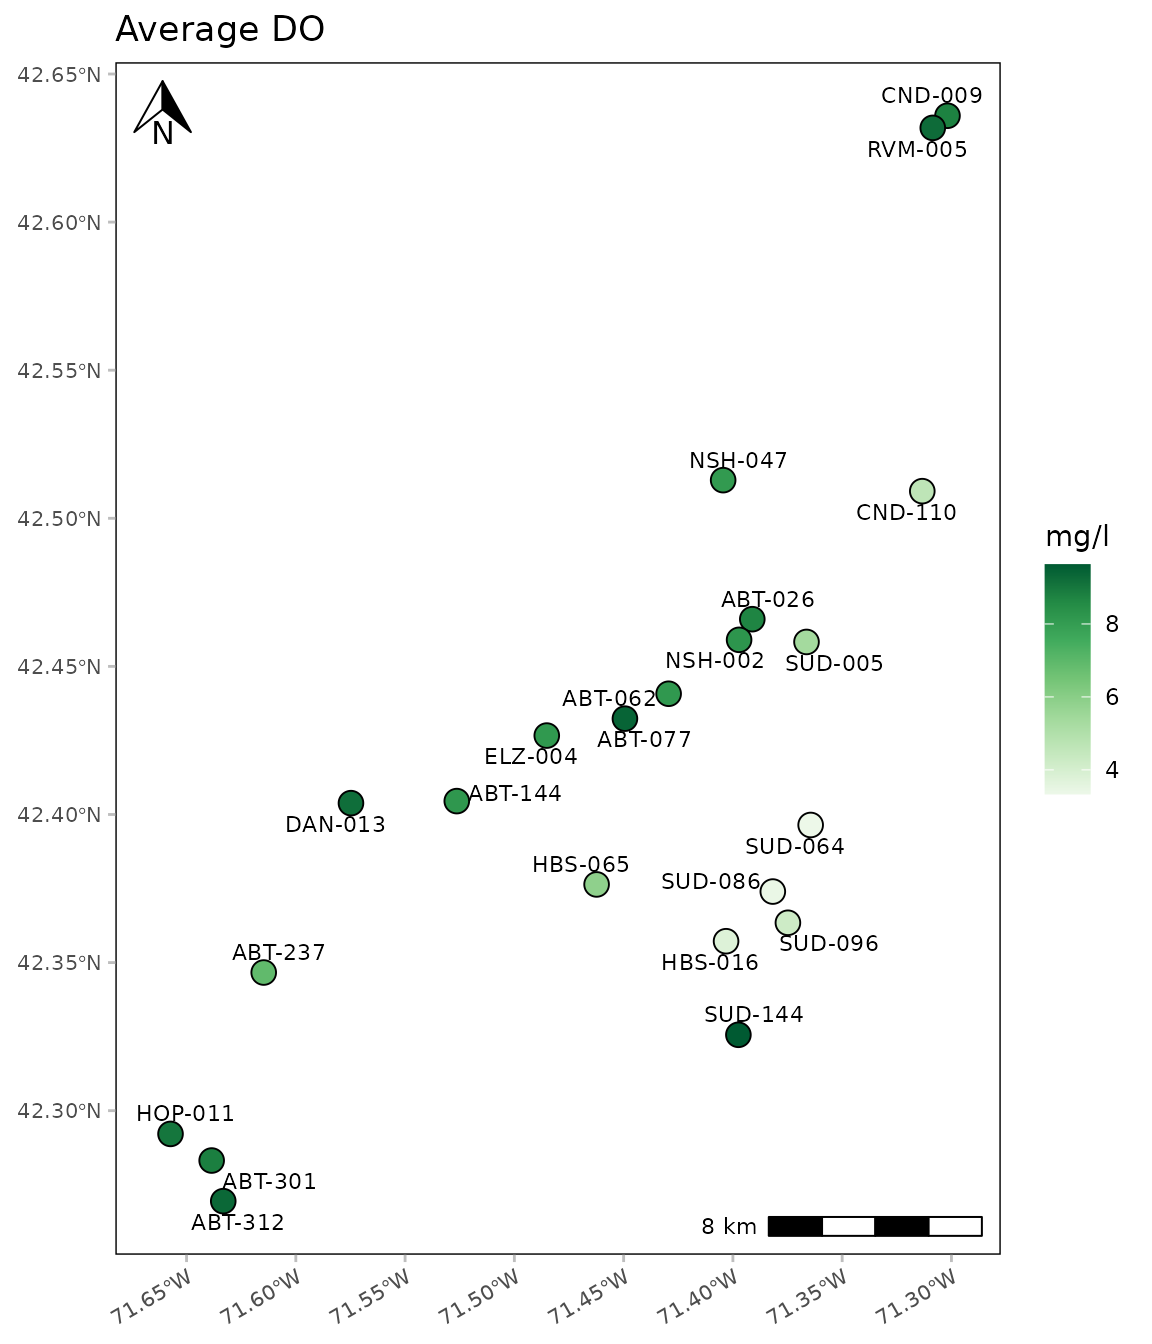 Average DO
42.65°N
42.60°N
42.55°N
42.50°N
42.45°N
42.40°N
42.35°N
42.30°N
N
CND-009
RVM-005
NSH-047
CND-110
ABT-026
NSH-002
SUD-005
ABT-062
ABT-077
ELZ-004
ABT-144
DAN-013
SUD-064
HBS-065
SUD-086
SUD-096
HBS-016
ABT-237
SUD-144
HOP-011
ABT-301
ABT-312
8 km
71.65°W
71.60°W
71.55°W
71.50°W
71.45°W
71.40°W
71.35°W
71.30°W
mg/l
8
6
4